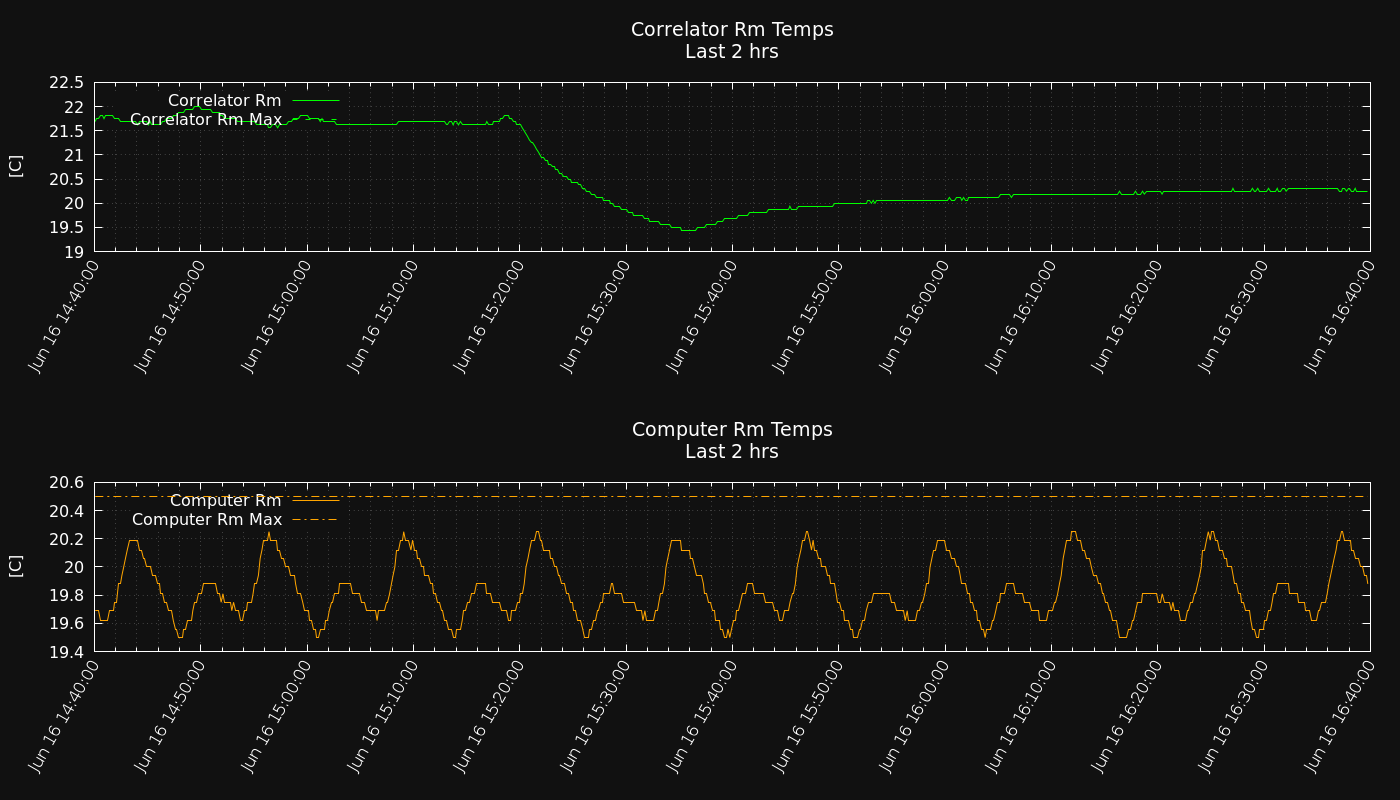 Correlator Rm Temps
Last 2 hrs
[C]
22.5
22
21.5
21
20.5
20
19.5
19
Correlator Rm
Correlator Rm Max
Jun 16 14:40:00
Jun 16 14:50:00
Jun 16 15:00:00
Jun 16 15:10:00
Jun 16 15:20:00
Jun 16 15:30:00
Jun 16 15:40:00
Jun 16 15:50:00
Jun 16 16:00:00
Jun 16 16:10:00
Jun 16 16:20:00
Jun 16 16:30:00
Jun 16 16:40:00
Computer Rm Temps
Last 2 hrs
[C]
20.6
20.4
20.2
20
19.8
19.6
19.4
Computer Rm
Computer Rm Max
Jun 16 14:40:00
Jun 16 14:50:00
Jun 16 15:00:00
Jun 16 15:10:00
Jun 16 15:20:00
Jun 16 15:30:00
Jun 16 15:40:00
Jun 16 15:50:00
Jun 16 16:00:00
Jun 16 16:10:00
Jun 16 16:20:00
Jun 16 16:30:00
Jun 16 16:40:00